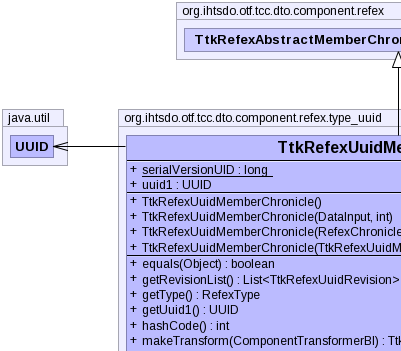 org.ihtsdo.otf.tcc.dto.component.refex
TtkRefexAbstractMemberChron
java.util
UUID
org.ihtsdo.otf.tcc.dto.component.refex.type_uuid
TtkRefexUuidMe
+ serialVersionUID : long
+ uuid1 : UUID
+ TtkRefexUuidMemberChronicle()
+ TtkRefexUuidMemberChronicle(DataInput, int)
+ TtkRefexUuidMemberChronicle(RefexChronicle
+ TtkRefexUuidMemberChronicle(TtkRefexUuidM
+ equals(Object) : boolean
+ getRevisionList() : List<TtkRefexUuidRevision>
+ getType() : RefexType
+ getUuid1() : UUID
+ hashCode() : int
+ makeTransform(ComponentTransformerBI) : Ttk